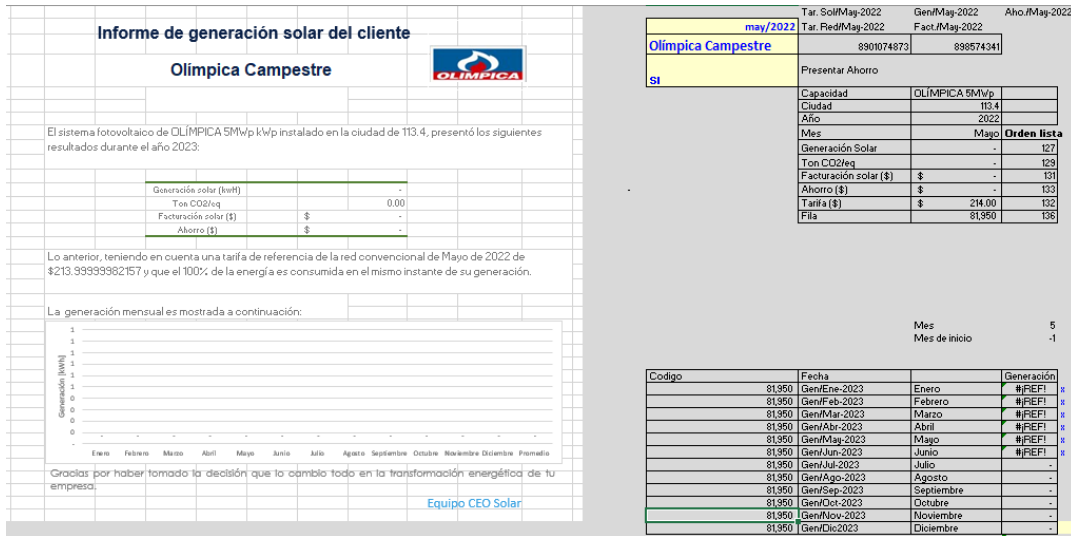 Informe de generación solar del cliente
Olímpica Campestre
OLIMPICA
El sistema fotovoltaico de OLÍMPICA 5MWp kWp instalado en la ciudad de 113.4, presentó los siguientes
resultados durante el año 2023:
Generación solar (kwH) -
Ton CO2/eq 0.00
Facturación solar ($) $ -
Ahorro ($) $ -
Lo anterior, teniendo en cuenta una tarifa de referencia de la red convencional de Mayo de 2022 de
$213.99999982157 y que el 100% de la energía es consumida en el mismo instante de su generación.
La generación mensual es mostrada a continuación:
Generación [kWh]
1
1
1
1
1
1
0
0
0
0
-
- - - - - - - - - - - - -
Enero Febrero Marzo Abril Mayo Junio Julio Agosto Septiembre Octubre Noviembre Diciembre Promedio
Gracias por haber tomado la decisión que lo cambio todo en la transformación energética de tu
empresa.
Equipo CEO Solar
Tar. Sol#May-2022 Gen#May-2022 Aho./May-2022
may/2022 Tar. Red#May-2022 Fact./May-2022
Olímpica Campestre 8901074873 898574341
SI Presentar Ahorro
Capacidad OLÍMPICA 5MWp
Ciudad 113.4
Año 2022
Mes Mayo Orden lista
Generación Solar - 127
Ton CO2/eq - 129
Facturación solar ($) $ - 131
Ahorro ($) $ - 133
Tarifa ($) $ 214.00 132
Fila 81,950 136
Mes 5
Mes de inicio -1
Codigo Fecha Generación
81,950 Gen#Ene-2023 Enero #¡REF! x
81,950 Gen#Feb-2023 Febrero #¡REF! x
81,950 Gen#Mar-2023 Marzo #¡REF! x
81,950 Gen#Abr-2023 Abril #¡REF! x
81,950 Gen#May-2023 Mayo #¡REF! x
81,950 Gen#Jun-2023 Junio #¡REF! x
81,950 Gen#Jul-2023 Julio -
81,950 Gen#Ago-2023 Agosto -
81,950 Gen#Sep-2023 Septiembre -
81,950 Gen#Oct-2023 Octubre -
81,950 Gen#Nov-2023 Noviembre -
81,950 Gen#Dic2023 Diciembre -